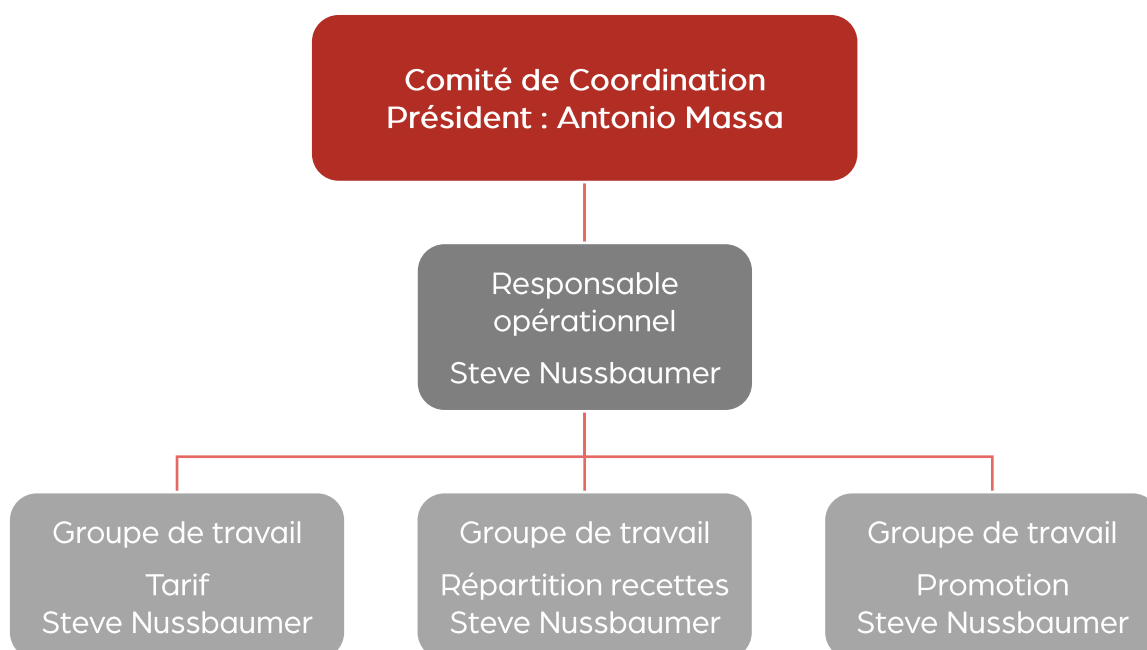 Comité de Coordination
Président : Antonio Massa
Responsable
opérationnel
Steve Nussbaumer
Groupe de travail
Tarif
Steve Nussbaumer
Groupe de travail
Répartition recettes
Steve Nussbaumer
Groupe de travail
Promotion
Steve Nussbaumer